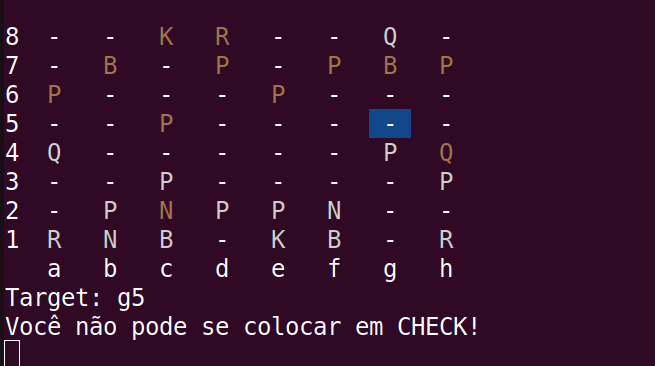 8 - - K R - - Q -
7 - B - P - P B P
6 P - - - P - - -
5 - - P - - - - -
4 Q - - - - - P Q
3 - - P - - - - P
2 - P N P P N - -
1 R N B - K B - R
a b c d e f g h
Target: g5
Você não pode se colocar em CHECK!